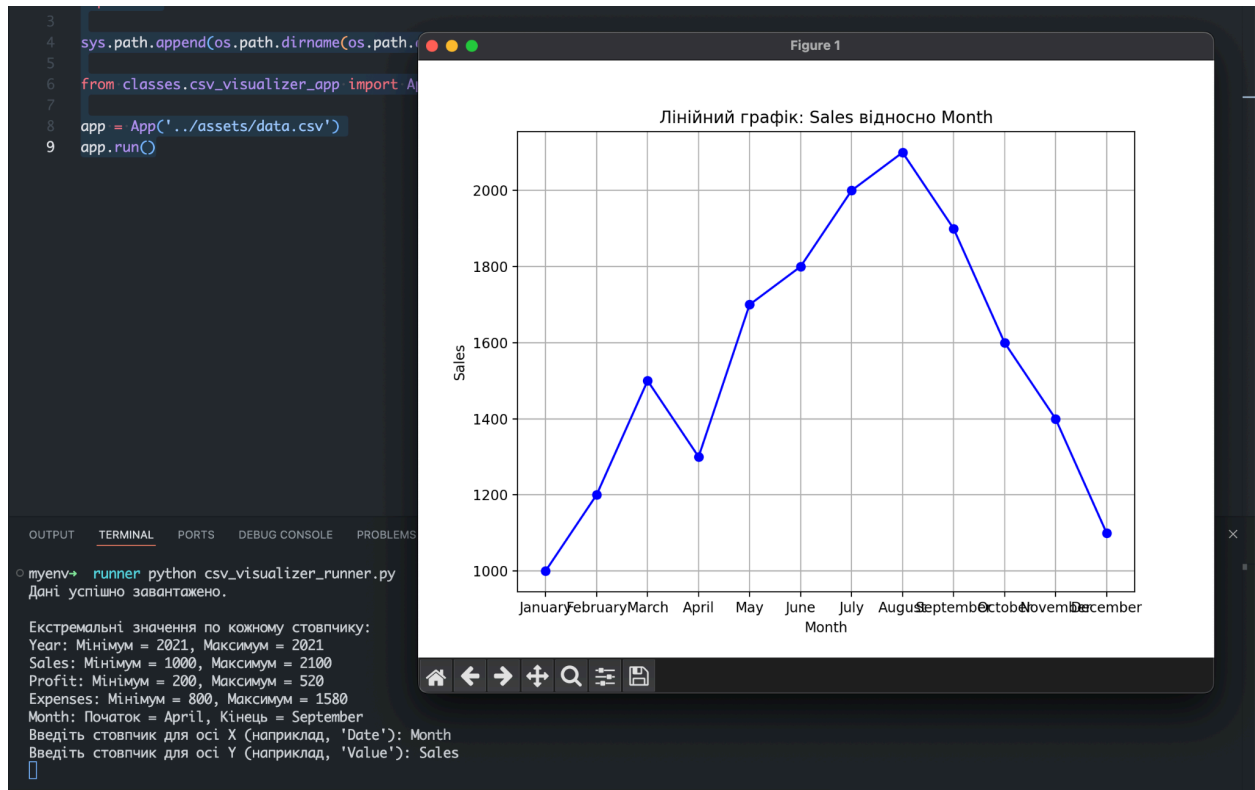 3
4 sys.path.append(os.path.dirname(os.path.
5
6 from classes.csv_visualizer_app import Ap
7
8 app = App('../assets/data.csv')
9 app.run()
Figure 1
Лінійний графік: Sales відносно Month
2000
1800
1600
1400
1200
1000
Sales
January February March April May June July August September October November December
Month
OUTPUT TERMINAL PORTS DEBUG CONSOLE PROBLEMS
myenv→ runner python csv_visualizer_runner.py
Дані успішно завантажено.
Екстремальні значення по кожному стовпчику:
Year: Мінімум = 2021, Максимум = 2021
Sales: Мінімум = 1000, Максимум = 2100
Profit: Мінімум = 200, Максимум = 520
Expenses: Мінімум = 800, Максимум = 1580
Month: Початок = April, Кінець = September
Введіть стовпчик для осі X (наприклад, 'Date'): Month
Введіть стовпчик для осі Y (наприклад, 'Value'): Sales